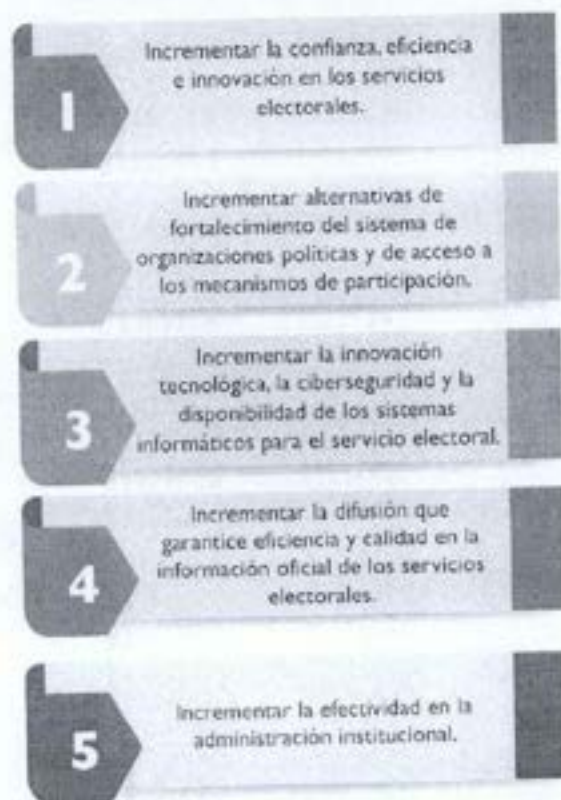 1
Incrementar la confianza, eficiencia
e innovación en los servicios
electorales.
2
Incrementar alternativas de
fortalecimiento del sistema de
organizaciones políticas y de acceso a
los mecanismos de participación.
3
Incrementar la innovación
tecnológica, la ciberseguridad y la
disponibilidad de los sistemas
informáticos para el servicio electoral.
4
Incrementar la difusión que
garantice eficiencia y calidad en la
información oficial de los servicios
electorales.
5
Incrementar la efectividad en la
administración institucional.